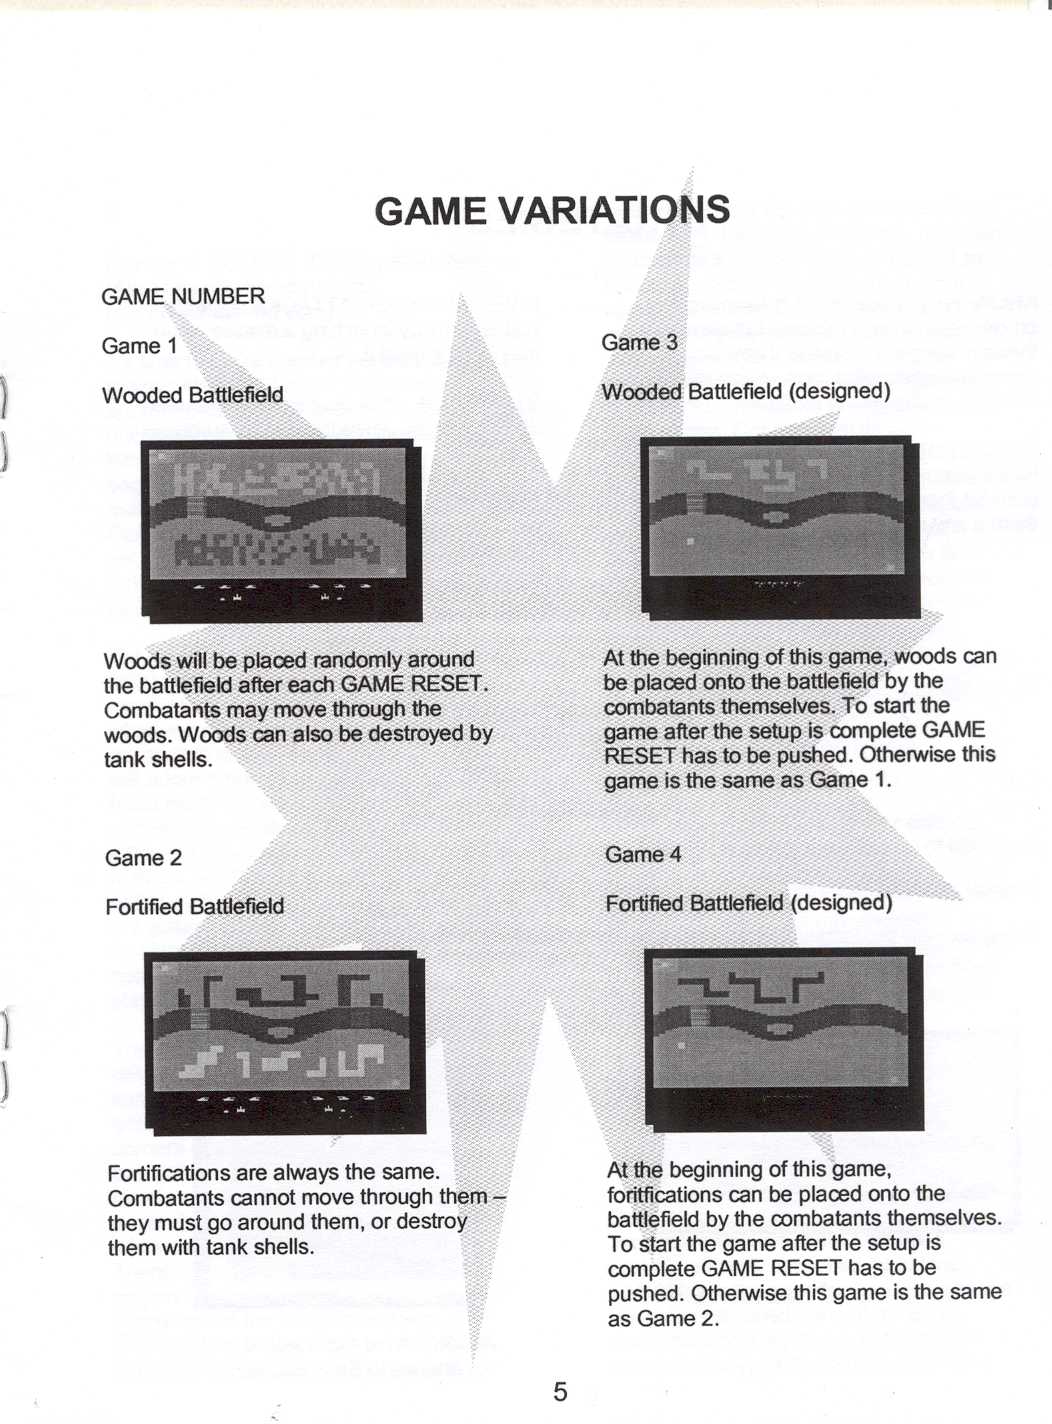 GAME VARIATIONS
GAME NUMBER
Game 1
Wooded Battlefield
Woods will be placed randomly around
the battlefield after each GAME RESET.
Combatants may move through the
woods. Woods can also be destroyed by
tank shells.
Game 2
Fortified Battlefield
Fortifications are always the same.
Combatants cannot move through them –
they must go around them, or destroy
them with tank shells.
Game 3
Wooded Battlefield (designed)
At the beginning of this game, woods can
be placed onto the battlefield by the
combatants themselves. To start the
game after the setup is complete GAME
RESET has to be pushed. Otherwise this
game is the same as Game 1.
Game 4
Fortified Battlefield (designed)
At the beginning of this game,
foritfications can be placed onto the
battlefield by the combatants themselves.
To start the game after the setup is
complete GAME RESET has to be
pushed. Otherwise this game is the same
as Game 2.
5